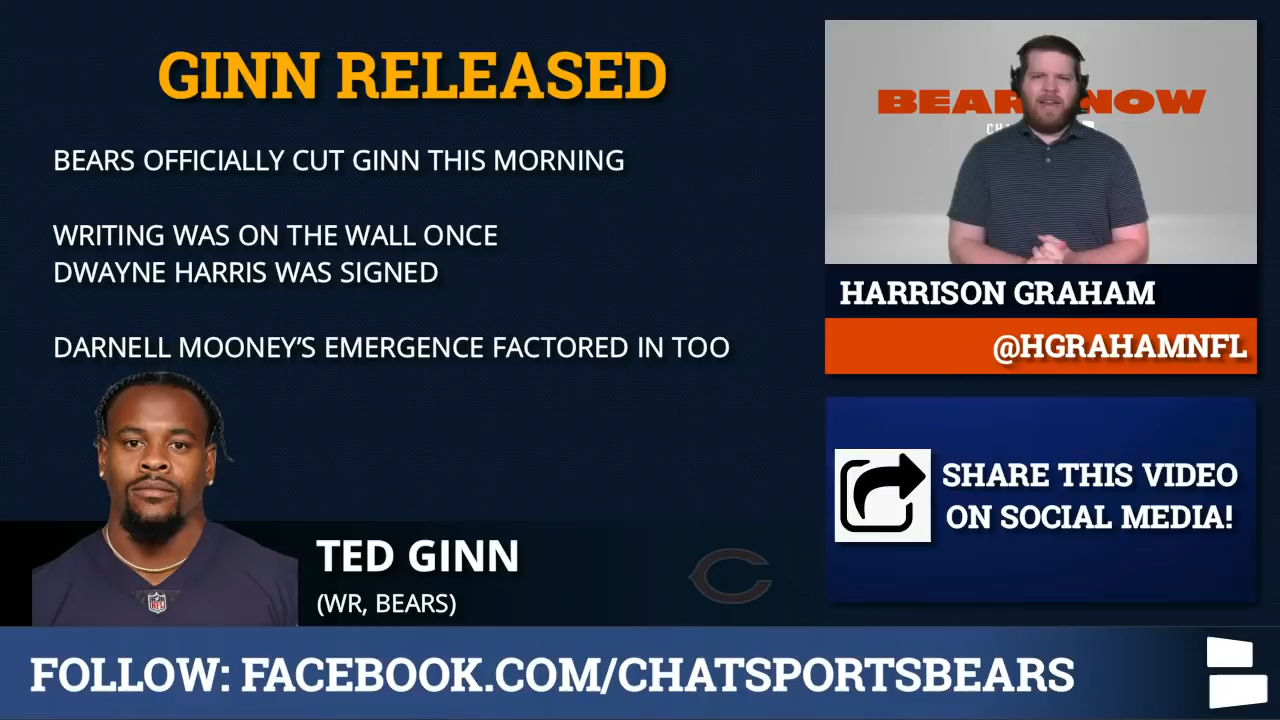 GINN RELEASED
BEARS OFFICIALLY CUT GINN THIS MORNING
WRITING WAS ON THE WALL ONCE
DWAYNE HARRIS WAS SIGNED
DARNELL MOONEY'S EMERGENCE FACTORED IN TOO
TED GINN
(WR, BEARS)
NOW
HARRISON GRAHAM
@HGRAHAMNFL
SHARE THIS VIDEO
ON SOCIAL MEDIA!
FOLLOW: FACEBOOK.COM/CHATSPORTSBEARS